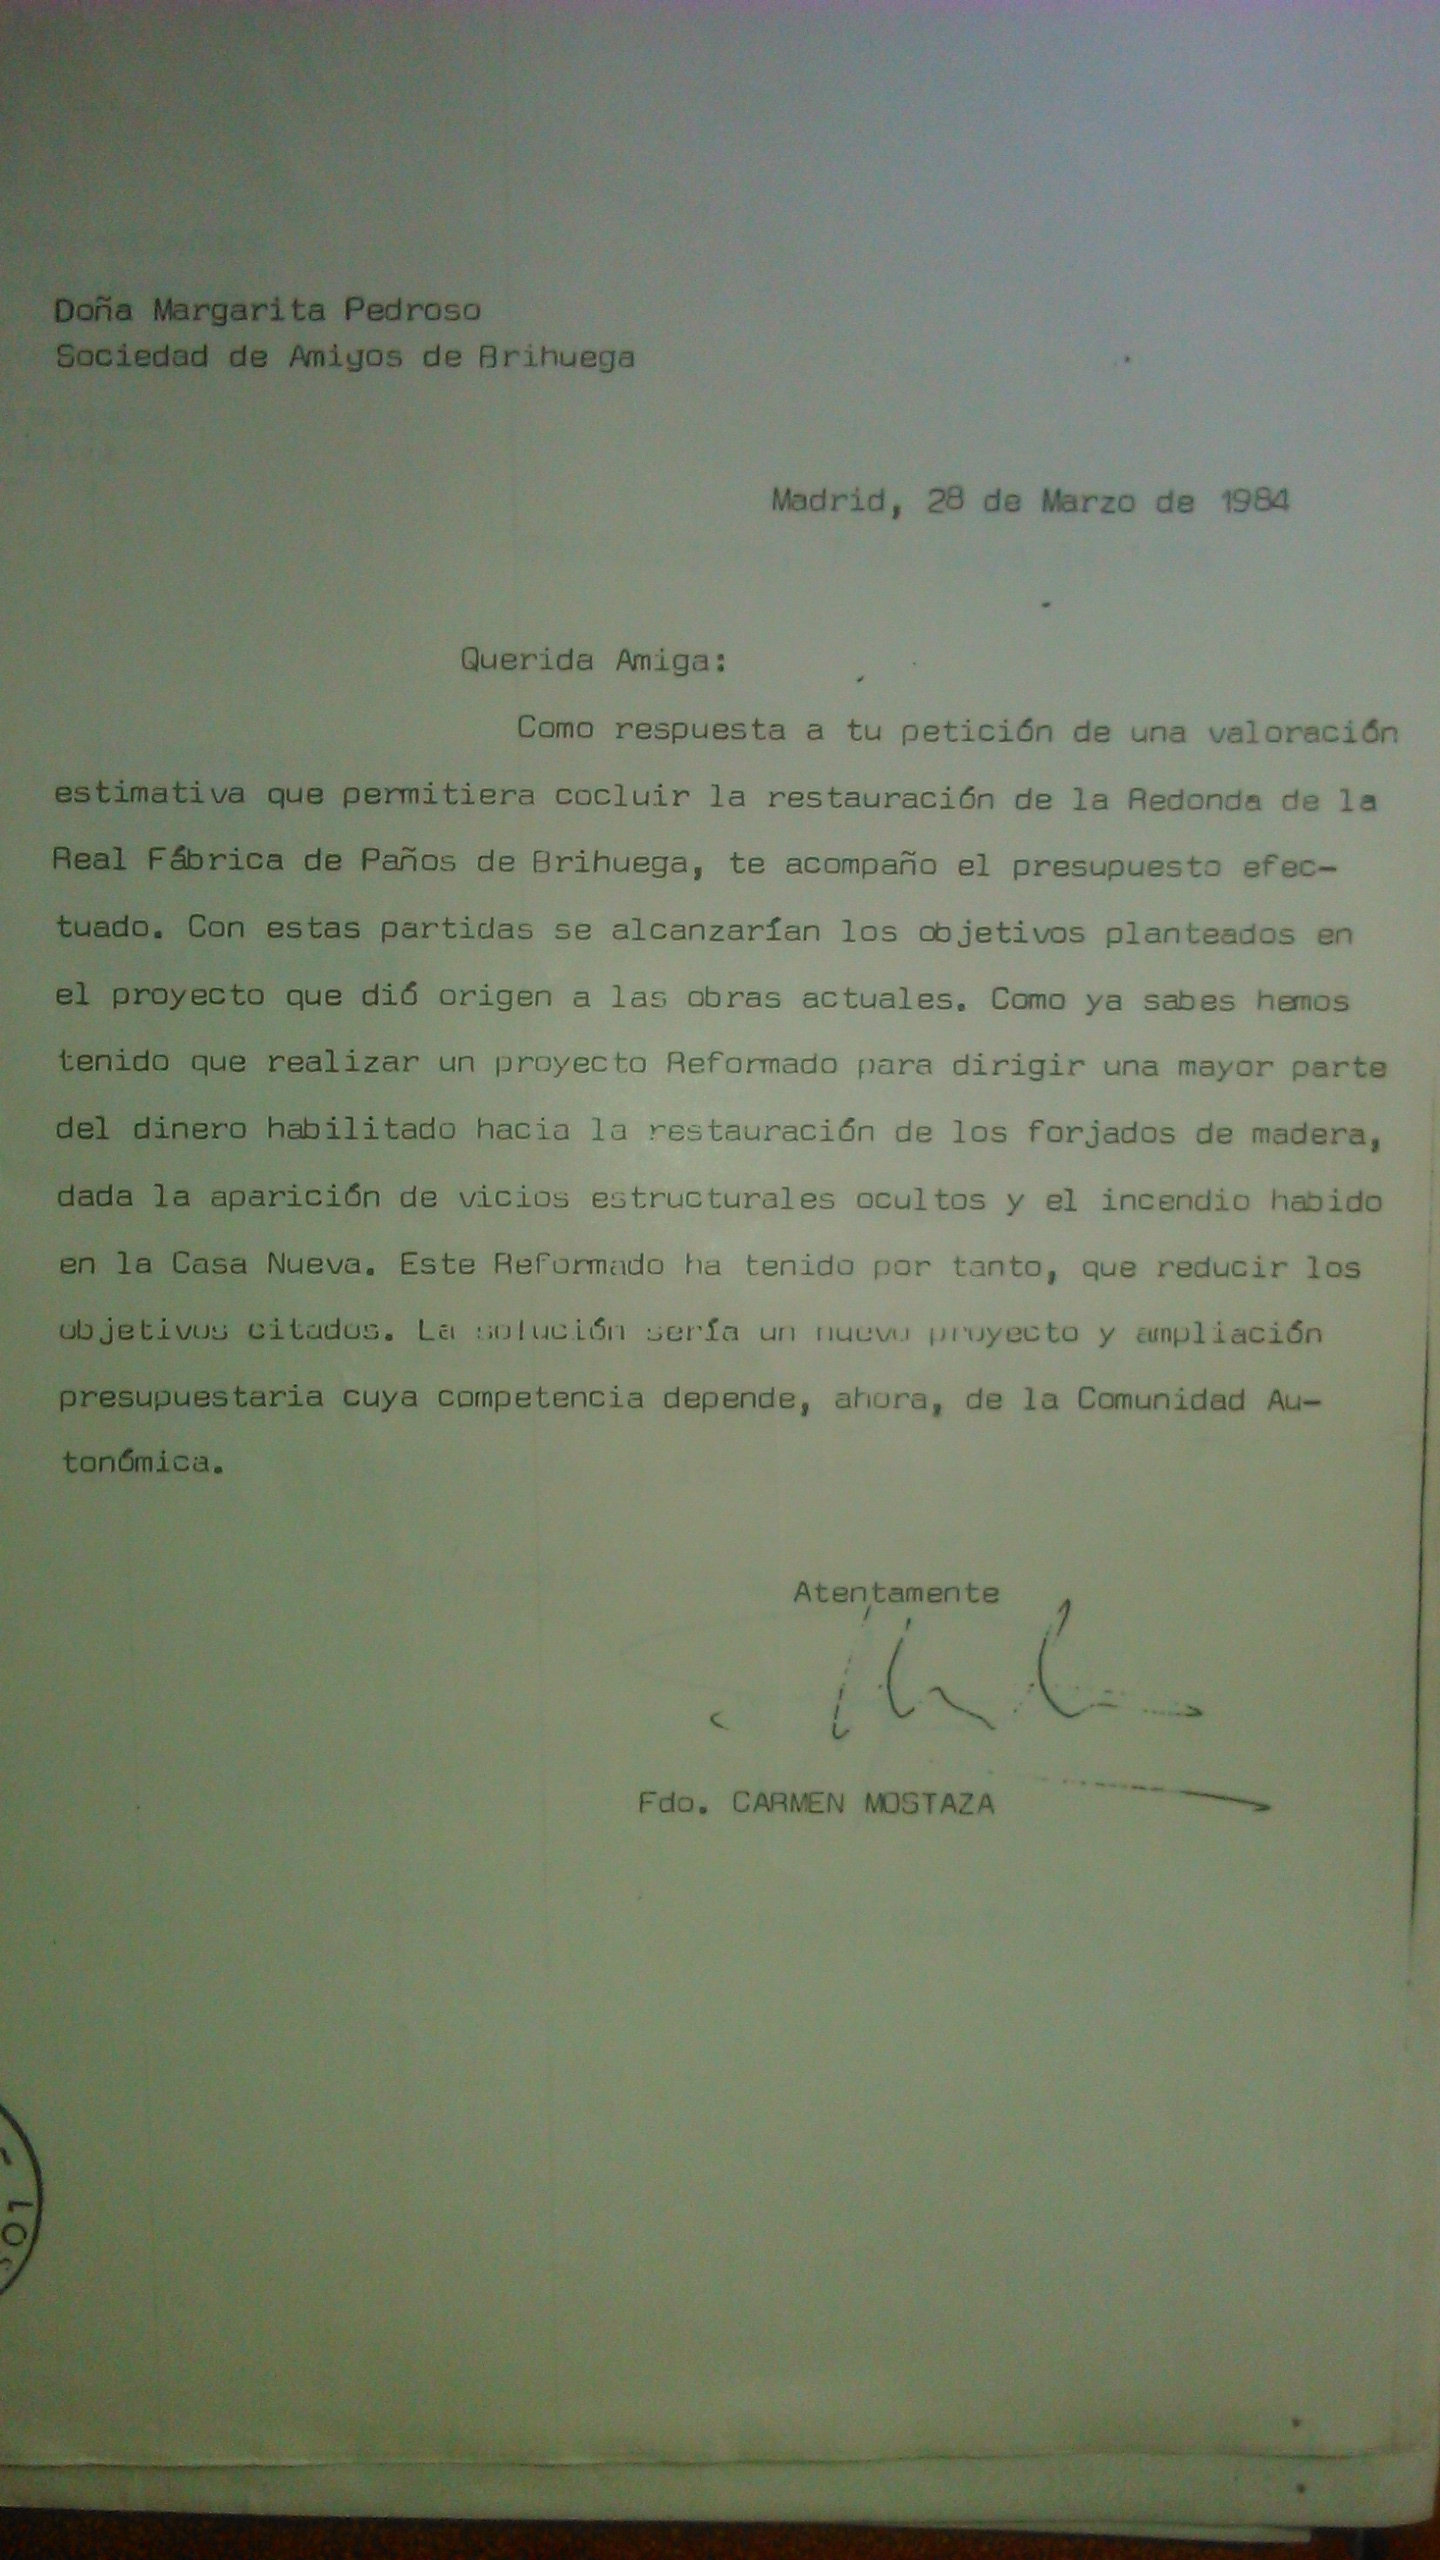 Doña Margarita Pedroso
Sociedad de Amigos de Brihuega
Madrid, 28 de Marzo de 1984
Querida Amiga:
Como respuesta a tu petición de una valoración
estimativa que permitiera cocluir la restauración de la Redonda de la
Real Fábrica de Paños de Brihuega, te acompaño el presupuesto efec-
tuado. Con estas partidas se alcanzarían los objetivos planteados en
el proyecto que dió origen a las obras actuales. Como ya sabes hemos
tenido que realizar un proyecto Reformado para dirigir una mayor parte
del dinero habilitado hacia la restauración de los forjados de madera,
dada la aparición de vicios estructurales ocultos y el incendio habido
en la Casa Nueva. Este Reformado ha tenido por tanto, que reducir los
objetivos citados. La solución sería un nuevo proyecto y ampliación
presupuestaria cuya competencia depende, ahora, de la Comunidad Au-
tonómica.
Atentamente
Fdo. CARMEN MOSTAZA